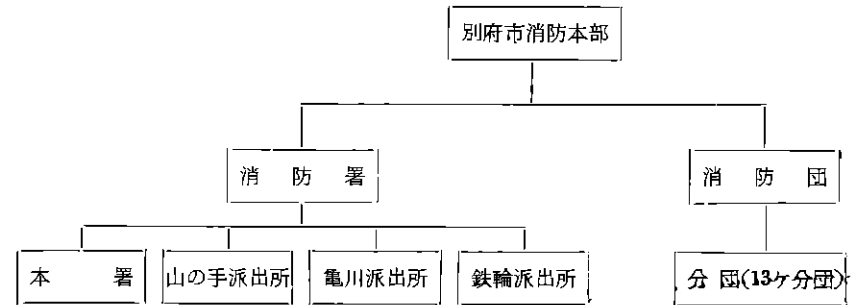 別府市消防本部
消防署
消防団
本署
山の手派出所
亀川派出所
鉄輪派出所
分団(13ケ分団)